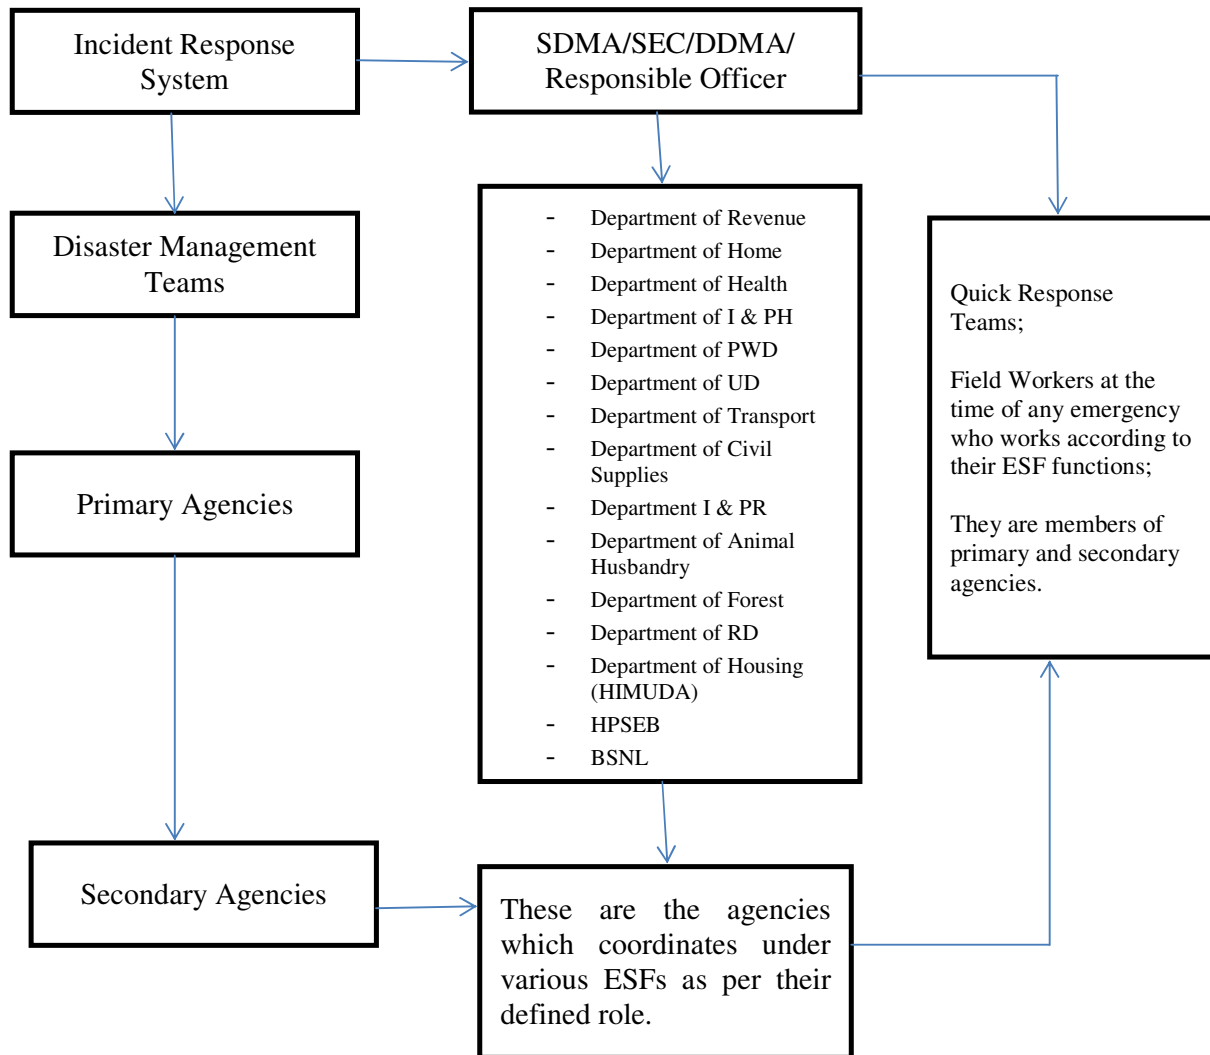 Incident Response
System
SDMA/SEC/DDMA/
Responsible Officer
Disaster Management
Teams
Primary Agencies
Secondary Agencies
- Department of Revenue
- Department of Home
- Department of Health
- Department of I & PH
- Department of PWD
- Department of UD
- Department of Transport
- Department of Civil
Supplies
- Department I & PR
- Department of Animal
Husbandry
- Department of Forest
- Department of RD
- Department of Housing
(HIMUDA)
- HPSEB
- BSNL
These are the agencies
which coordinates under
various ESFs as per their
defined role.
Quick Response
Teams;
Field Workers at the
time of any emergency
who works according to
their ESF functions;
They are members of
primary and secondary
agencies.